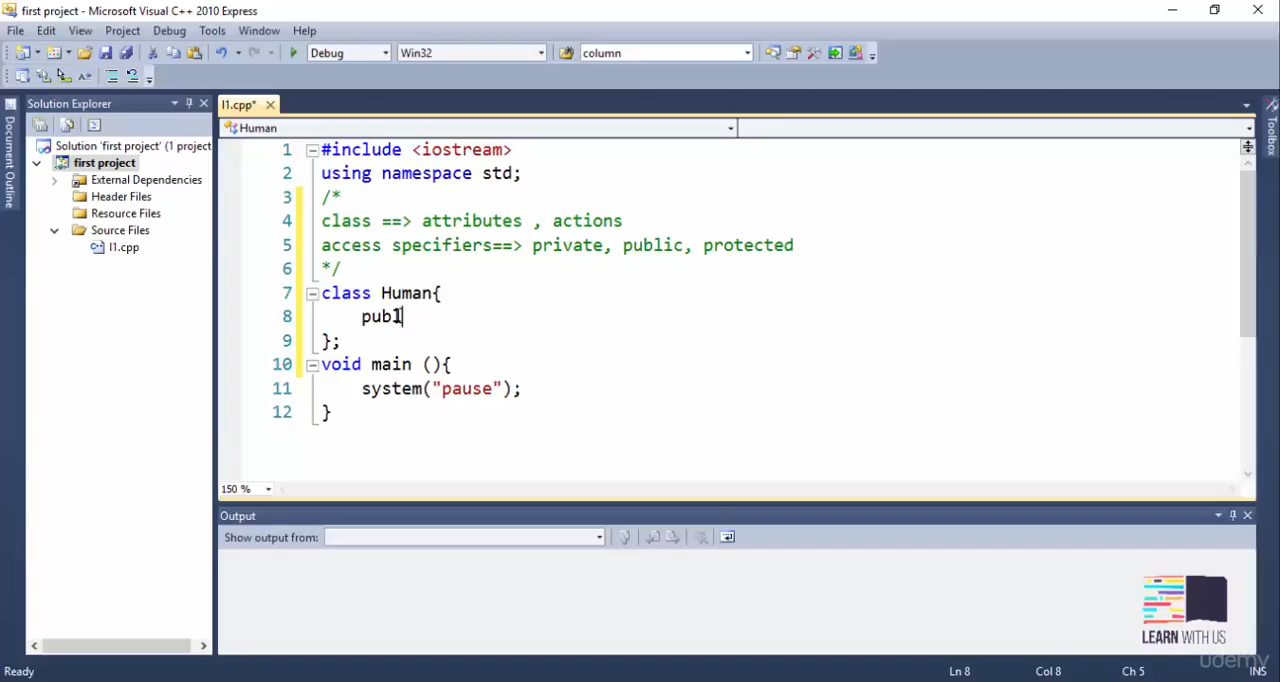 first project - Microsoft Visual C++ 2010 Express
File Edit View Project Debug Tools Window Help
Debug Win32 column
Solution Explorer
l1.cpp*
Document Outline
Toolbox
Human
Solution 'first project' (1 project
first project
External Dependencies
Header Files
Resource Files
Source Files
l1.cpp
1 #include <iostream>
2 using namespace std;
3 /*
4 class ==> attributes , actions
5 access specifiers==> private, public, protected
6 */
7 class Human{
8 publ
9 };
10 void main (){
11 system("pause");
12 }
150 %
Output
Show output from:
LEARN WITH US
udemy
Ready Ln 8 Col 8 Ch 5 INS